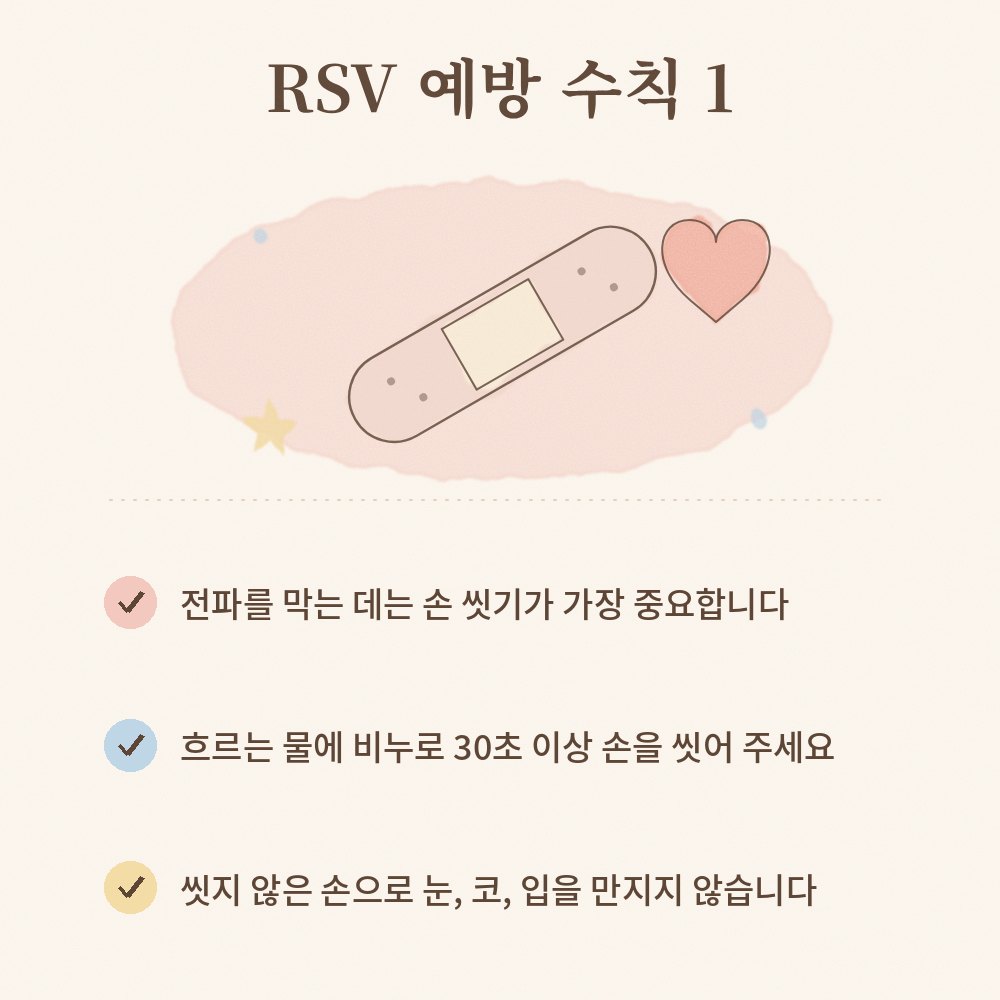 RSV 예방 수칙 1
전파를 막는 데는 손 씻기가 가장 중요합니다
흐르는 물에 비누로 30초 이상 손을 씻어 주세요
씻지 않은 손으로 눈, 코, 입을 만지지 않습니다